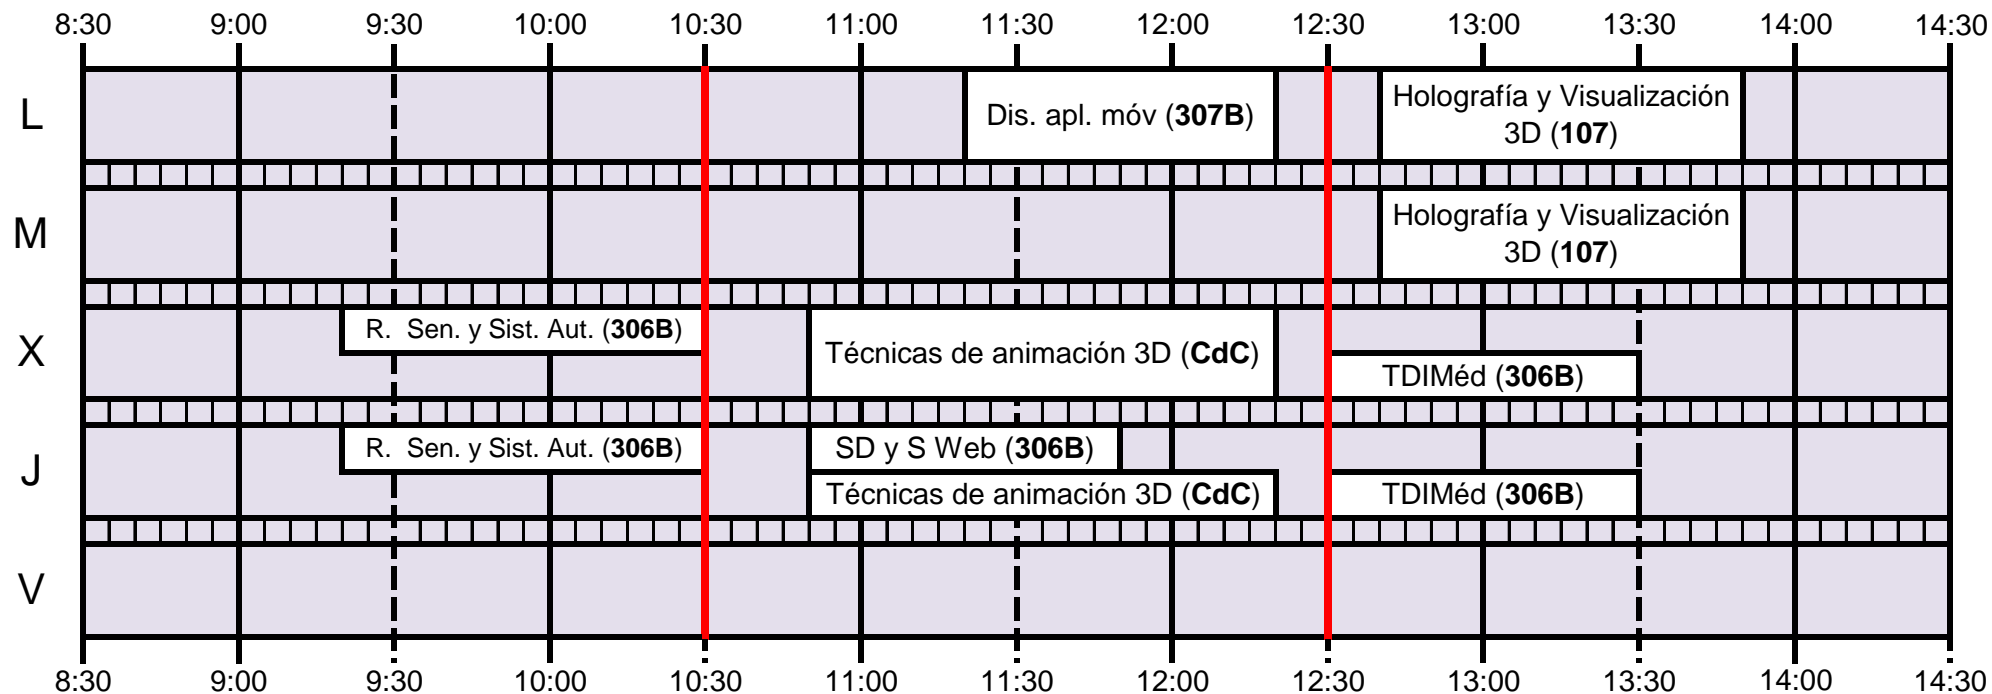 8:30 9:00 9:30 10:00 10:30 11:00 11:30 12:00 12:30 13:00 13:30 14:00 14:30
L
Dis. apl. móv (307B)
Holografía y Visualización
3D (107)
M
Holografía y Visualización
3D (107)
X
R. Sen. y Sist. Aut. (306B)
Técnicas de animación 3D (CdC)
TDIMéd (306B)
J
R. Sen. y Sist. Aut. (306B)
SD y S Web (306B)
Técnicas de animación 3D (CdC)
TDIMéd (306B)
V
8:30 9:00 9:30 10:00 10:30 11:00 11:30 12:00 12:30 13:00 13:30 14:00 14:30